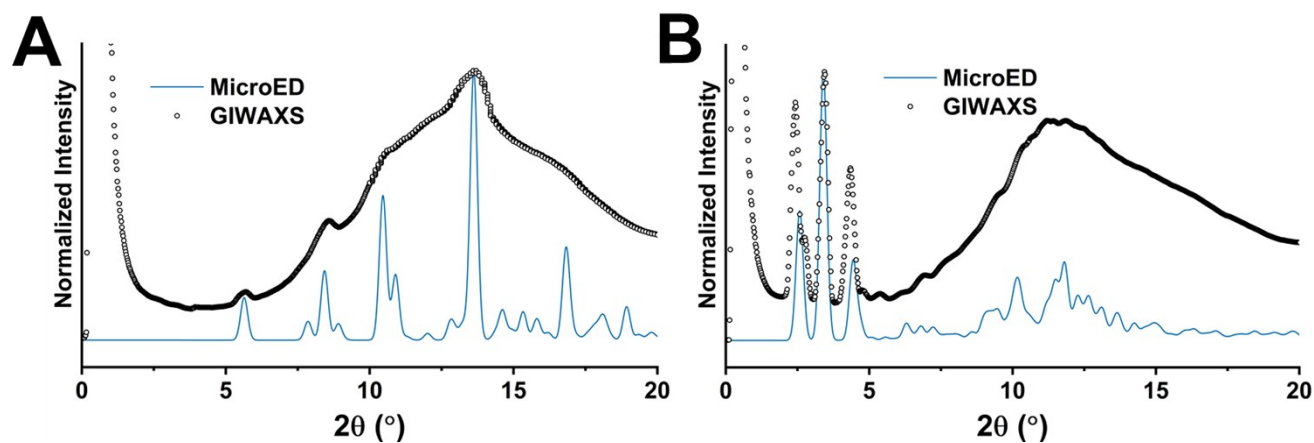 A
MicroED
GIWAXS
Normalized Intensity
0 5 10 15 20
2θ (°)
B
MicroED
GIWAXS
Normalized Intensity
0 5 10 15 20
2θ (°)